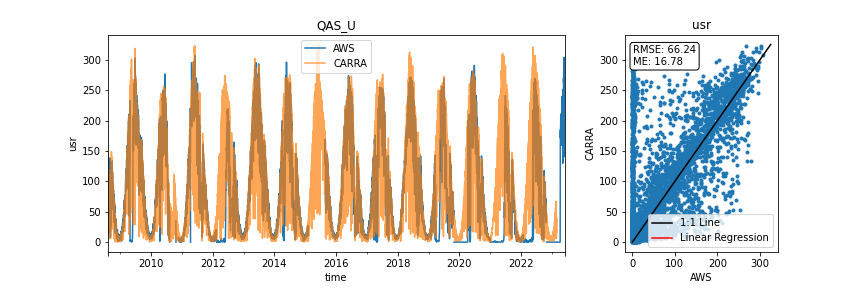 QAS_U
usr
300
250
200
150
100
50
0
AWS
CARRA
2010
2012
2014
2016
2018
2020
2022
time
usr
CARRA
300
250
200
150
100
50
0
RMSE: 66.24
ME: 16.78
1:1 Line
Linear Regression
0
100
200
300
AWS